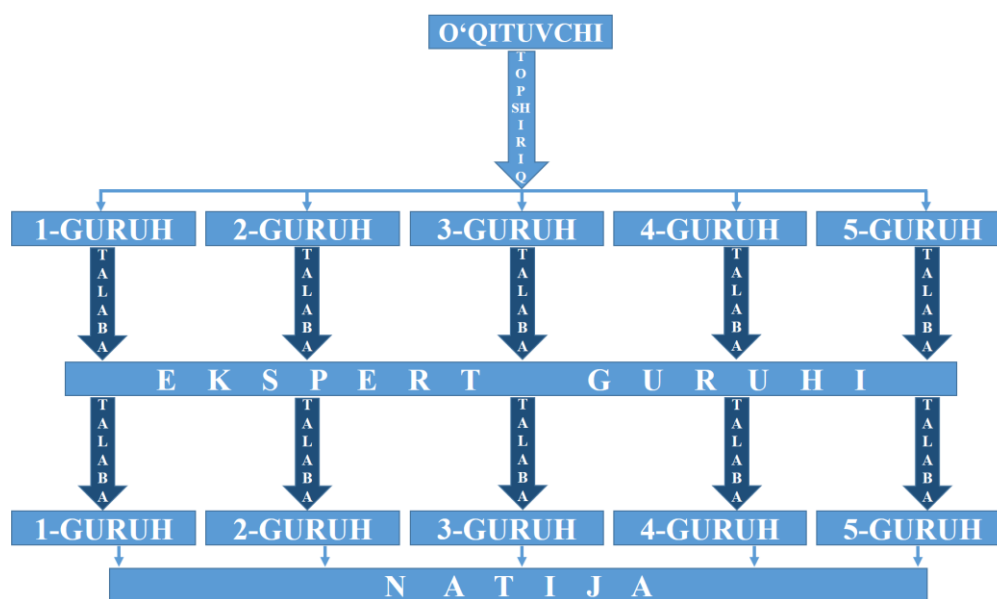 O‘QITUVCHI
TOPSHIRIQ
1-GURUH 2-GURUH 3-GURUH 4-GURUH 5-GURUH
TALABA TALABA TALABA TALABA TALABA
EKSPERT GURUHI
TALABA TALABA TALABA TALABA TALABA
1-GURUH 2-GURUH 3-GURUH 4-GURUH 5-GURUH
NATIJA